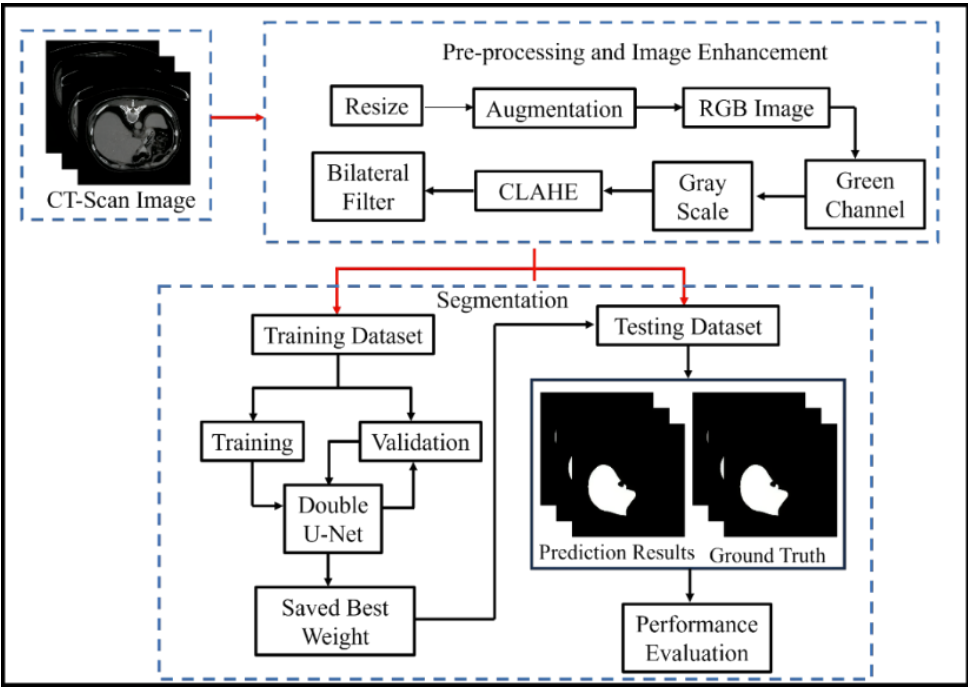 Pre-processing and Image Enhancement
Resize
Augmentation
RGB Image
CT-Scan Image
Bilateral
Filter
CLAHE
Gray
Scale
Green
Channel
Segmentation
Training Dataset
Testing Dataset
Training
Validation
Double
U-Net
Prediction Results
Ground Truth
Saved Best
Weight
Performance
Evaluation